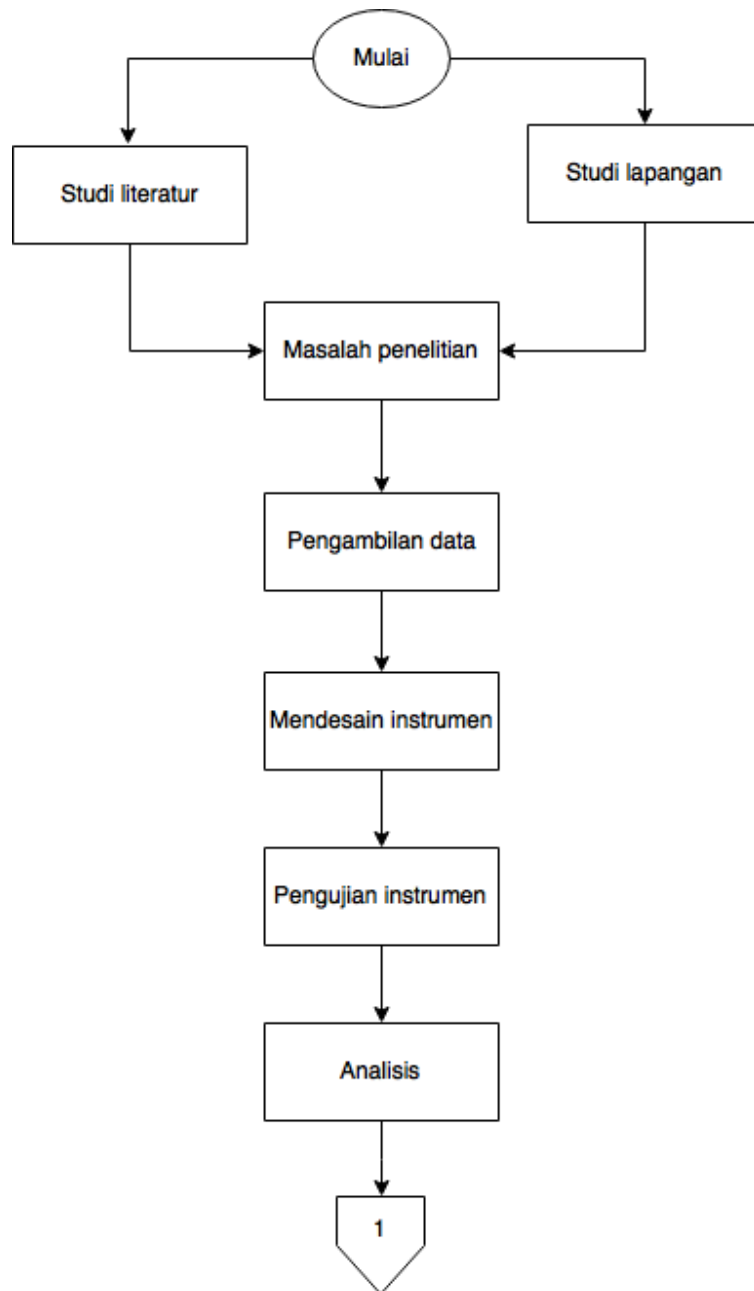 Mulai
Studi literatur
Studi lapangan
Masalah penelitian
Pengambilan data
Mendesain instrumen
Pengujian instrumen
Analisis
1